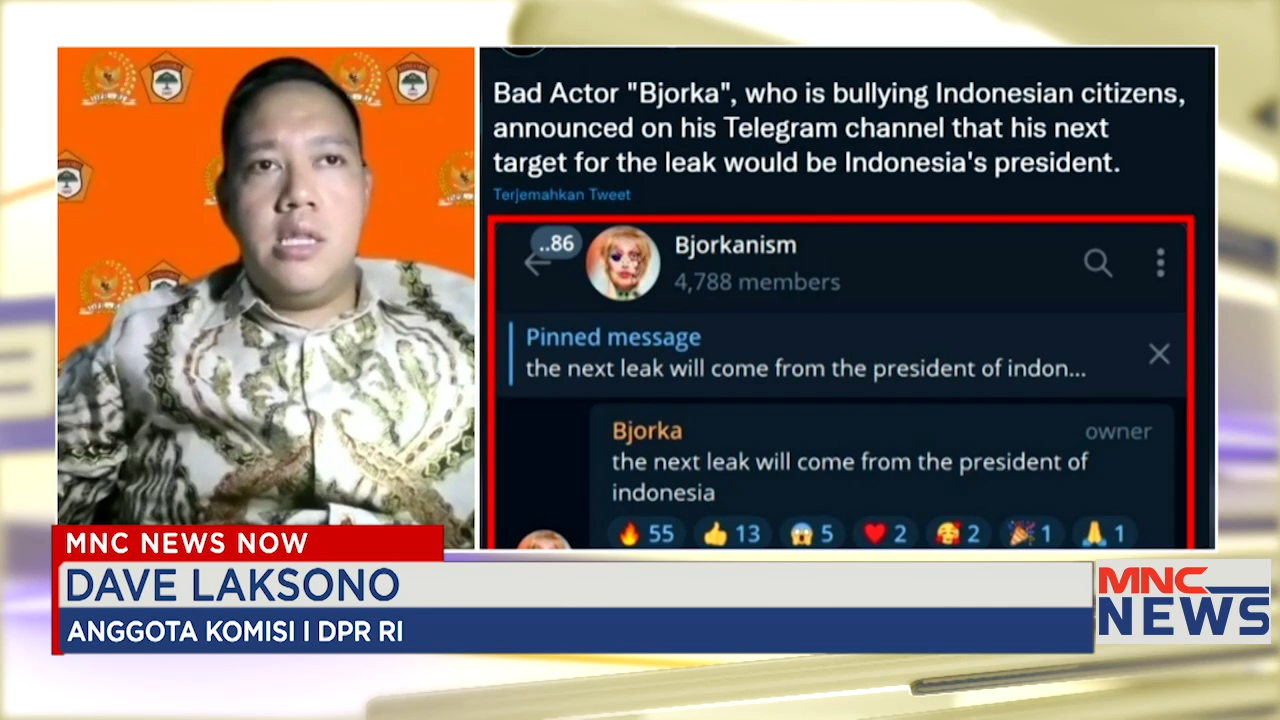 Bad Actor "Bjorka", who is bullying Indonesian citizens,
announced on his Telegram channel that his next
target for the leak would be Indonesia's president.
Terjemahkan Tweet
..86
Bjorkanism
4,788 members
Pinned message
the next leak will come from the president of indon...
Bjorka
owner
the next leak will come from the president of
indonesia
55
13
5
2
2
1
1
MNC NEWS NOW
DAVE LAKSONO
ANGGOTA KOMISI I DPR RI
MNC
NEWS